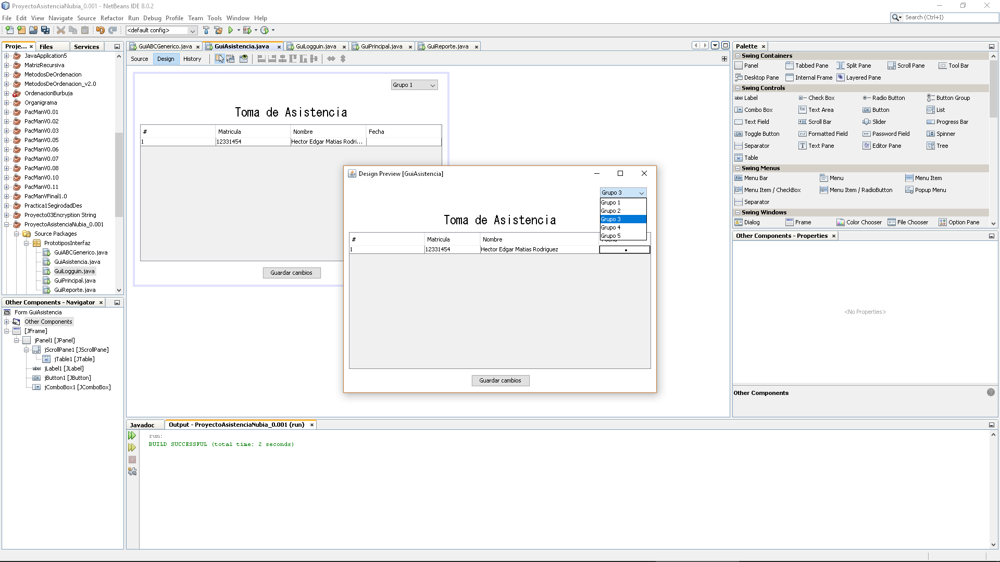 ProyectoAsistenciaNubia_0.001 - NetBeans IDE 8.0.2
File Edit View Navigate Source Refactor Run Debug Profile Team Tools Window Help
Search (Ctrl+I)
<default config>
Proje... Files Services
JavaApplication5
MatrizRecursiva
MetodosDeOrdenacion
MetodosDeOrdenacion_v2.0
OrdenacionBurbuja
Organigrama
PacManV0.01
PacManV0.02
PacManV0.03
PacManV0.05
PacManV0.06
PacManV0.07
PacManV0.08
PacManV0.10
PacManV0.11
PacManVFinal1.0
Practica1SegirodadDes
Proyecto03Encryption String
ProyectoAsistenciaNubia_0.001
Source Packages
PrototiposInterfaz
GuiABCGenerico.java
GuiAsistencia.java
GuiLogguin.java
GuiPrincipal.java
GuiReporte.java
Other Components - Navigator
Form GuiAsistencia
Other Components
[JFrame]
jPanel1 [JPanel]
jScrollPane1 [JScrollPane]
jTable1 [JTable]
label jLabel1 [JLabel]
OK jButton1 [JButton]
jComboBox1 [JComboBox]
GuiABCGenerico.java GuiAsistencia.java GuiLogguin.java GuiPrincipal.java GuiReporte.java
Source Design History
Grupo 1
Toma de Asistencia
# Matricula Nombre Fecha
1 12331454 Hector Edgar Matias Rodri...
Guardar cambios
Design Preview [GuiAsistencia]
Grupo 3
Grupo 1
Grupo 2
Grupo 3
Grupo 4
Grupo 5
Toma de Asistencia
# Matricula Nombre
1 12331454 Hector Edgar Matias Rodriguez •
Guardar cambios
Javadoc Output - ProyectoAsistenciaNubia_0.001 (run)
run:
BUILD SUCCESSFUL (total time: 2 seconds)
Palette
Swing Containers
Panel Tabbed Pane Split Pane Scroll Pane Tool Bar
Desktop Pane Internal Frame Layered Pane
Swing Controls
label Label Check Box Radio Button Button Group
Combo Box Text Area OK Button List
Text Field Scroll Bar Slider Progress Bar
ON Toggle Button Formatted Field Password Field Spinner
Separator T Text Pane Editor Pane Tree
Table
Swing Menus
File Menu Bar Menu Menu Item
Menu Item / CheckBox Menu Item / RadioButton Popup Menu
Separator
Swing Windows
Dialog Frame Color Chooser File Chooser Option Pane
Other Components - Properties
<No Properties>
Other Components